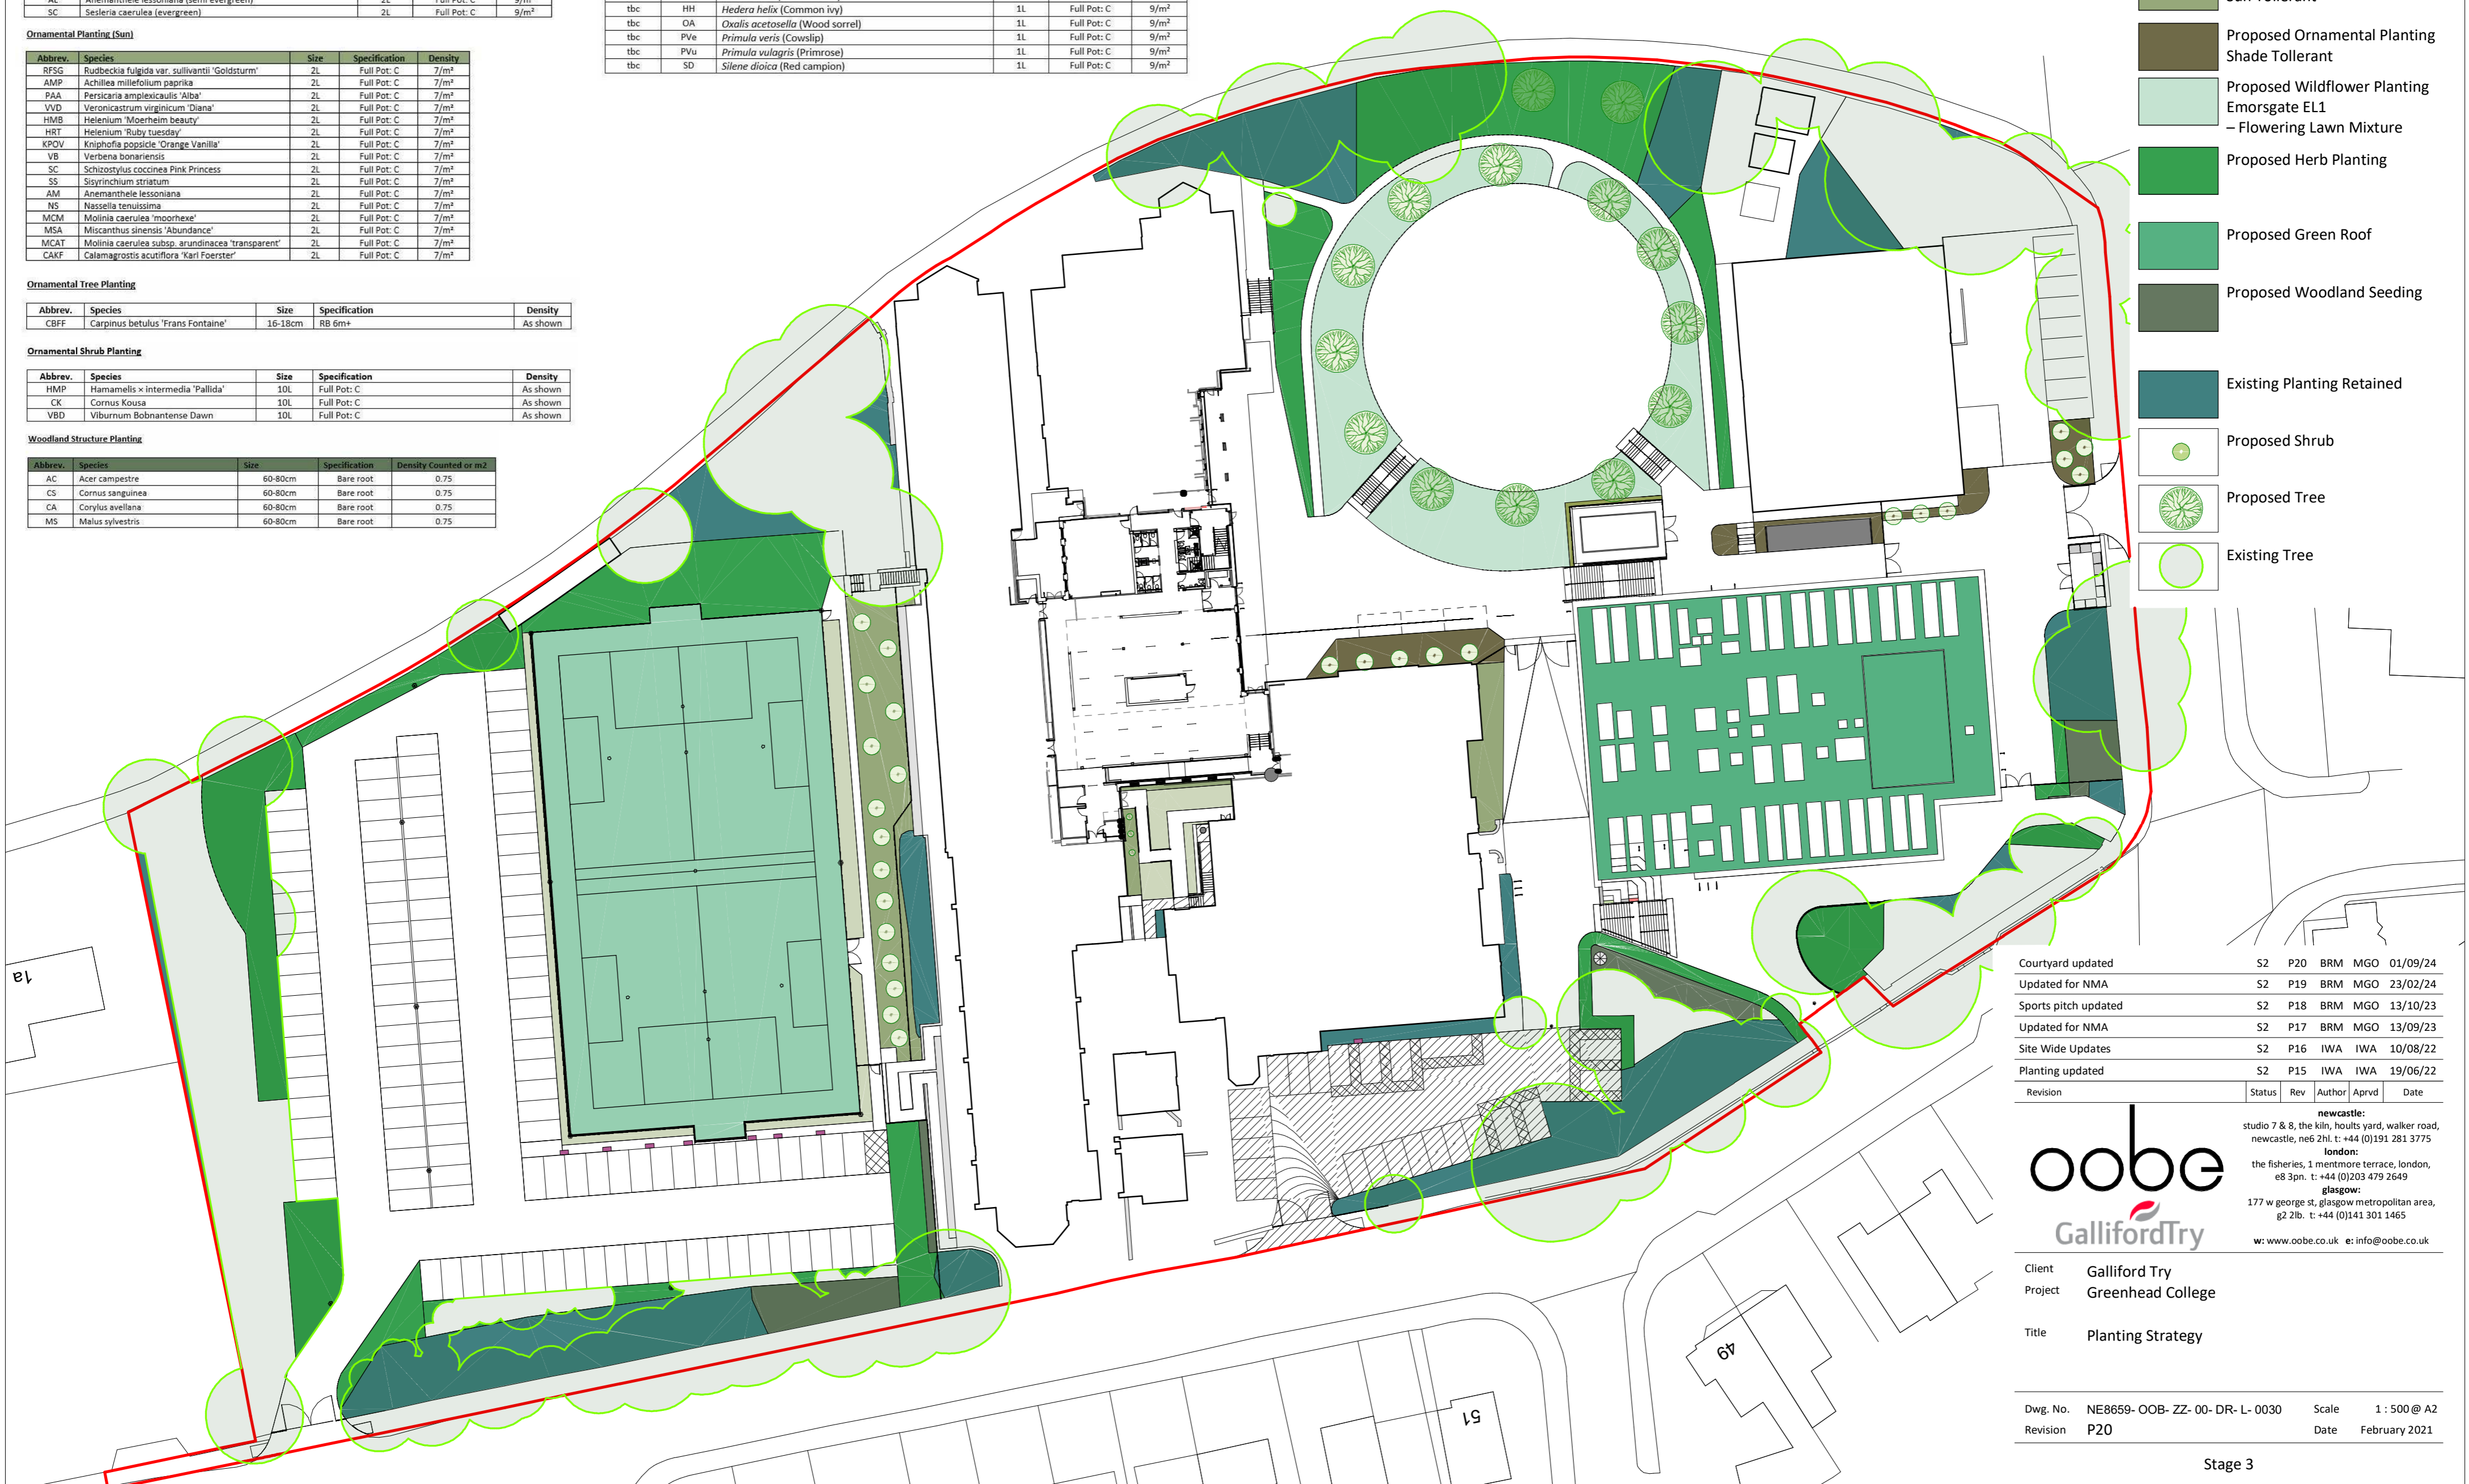 AL Anemanthele lessoniana (semi evergreen) 2L Full Pot: C 9/m²
SC Sesleria caerulea (evergreen) 2L Full Pot: C 9/m²
Ornamental Planting (Sun)
Abbrev. Species Size Specification Density
RFSG Rudbeckia fulgida var. sullivantii 'Goldsturm' 2L Full Pot: C 7/m²
AMP Achillea millefolium paprika 2L Full Pot: C 7/m²
PAA Persicaria amplexicaulis 'Alba' 2L Full Pot: C 7/m²
VVD Veronicastrum virginicum 'Diana' 2L Full Pot: C 7/m²
HMB Helenium 'Moerheim beauty' 2L Full Pot: C 7/m²
HRT Helenium 'Ruby tuesday' 2L Full Pot: C 7/m²
KPOV Kniphofia popsicle 'Orange Vanilla' 2L Full Pot: C 7/m²
VB Verbena bonariensis 2L Full Pot: C 7/m²
SC Schizostylus coccinea Pink Princess 2L Full Pot: C 7/m²
SS Sisyrinchium striatum 2L Full Pot: C 7/m²
AM Anemanthele lessoniana 2L Full Pot: C 7/m²
NS Nassella tenuissima 2L Full Pot: C 7/m²
MCM Molinia caerulea 'moorhexe' 2L Full Pot: C 7/m²
MSA Miscanthus sinensis 'Abundance' 2L Full Pot: C 7/m²
MCAT Molinia caerulea subsp. arundinacea 'transparent' 2L Full Pot: C 7/m²
CAKF Calamagrostis acutiflora 'Karl Foerster' 2L Full Pot: C 7/m²
Ornamental Tree Planting
Abbrev. Species Size Specification Density
CBFF Carpinus betulus 'Frans Fontaine' 16-18cm RB 6m+ As shown
Ornamental Shrub Planting
Abbrev. Species Size Specification Density
HMP Hamamelis × intermedia 'Pallida' 10L Full Pot: C As shown
CK Cornus Kousa 10L Full Pot: C As shown
VBD Viburnum Bobnantense Dawn 10L Full Pot: C As shown
Woodland Structure Planting
Abbrev. Species Size Specification Density Counted or m2
AC Acer campestre 60-80cm Bare root 0.75
CS Cornus sanguinea 60-80cm Bare root 0.75
CA Corylus avellana 60-80cm Bare root 0.75
MS Malus sylvestris 60-80cm Bare root 0.75
tbc HH Hedera helix (Common ivy) 1L Full Pot: C 9/m²
tbc OA Oxalis acetosella (Wood sorrel) 1L Full Pot: C 9/m²
tbc PVe Primula veris (Cowslip) 1L Full Pot: C 9/m²
tbc PVu Primula vulagris (Primrose) 1L Full Pot: C 9/m²
tbc SD Silene dioica (Red campion) 1L Full Pot: C 9/m²
Sun Tollerant
Proposed Ornamental Planting
Shade Tollerant
Proposed Wildflower Planting
Emorsgate EL1
– Flowering Lawn Mixture
Proposed Herb Planting
Proposed Green Roof
Proposed Woodland Seeding
Existing Planting Retained
Proposed Shrub
Proposed Tree
Existing Tree
1a
49
51
Courtyard updated S2 P20 BRM MGO 01/09/24
Updated for NMA S2 P19 BRM MGO 23/02/24
Sports pitch updated S2 P18 BRM MGO 13/10/23
Updated for NMA S2 P17 BRM MGO 13/09/23
Site Wide Updates S2 P16 IWA IWA 10/08/22
Planting updated S2 P15 IWA IWA 19/06/22
Revision Status Rev Author Aprvd Date
oobe
GallifordTry
newcastle:
studio 7 & 8, the kiln, hoults yard, walker road,
newcastle, ne6 2hl. t: +44 (0)191 281 3775
london:
the fisheries, 1 mentmore terrace, london,
e8 3pn. t: +44 (0)203 479 2649
glasgow:
177 w george st, glasgow metropolitan area,
g2 2lb. t: +44 (0)141 301 1465
w: www.oobe.co.uk e: info@oobe.co.uk
Client Galliford Try
Project Greenhead College
Title Planting Strategy
Dwg. No. NE8659- OOB- ZZ- 00- DR- L- 0030 Scale 1 : 500 @ A2
Revision P20 Date February 2021
Stage 3